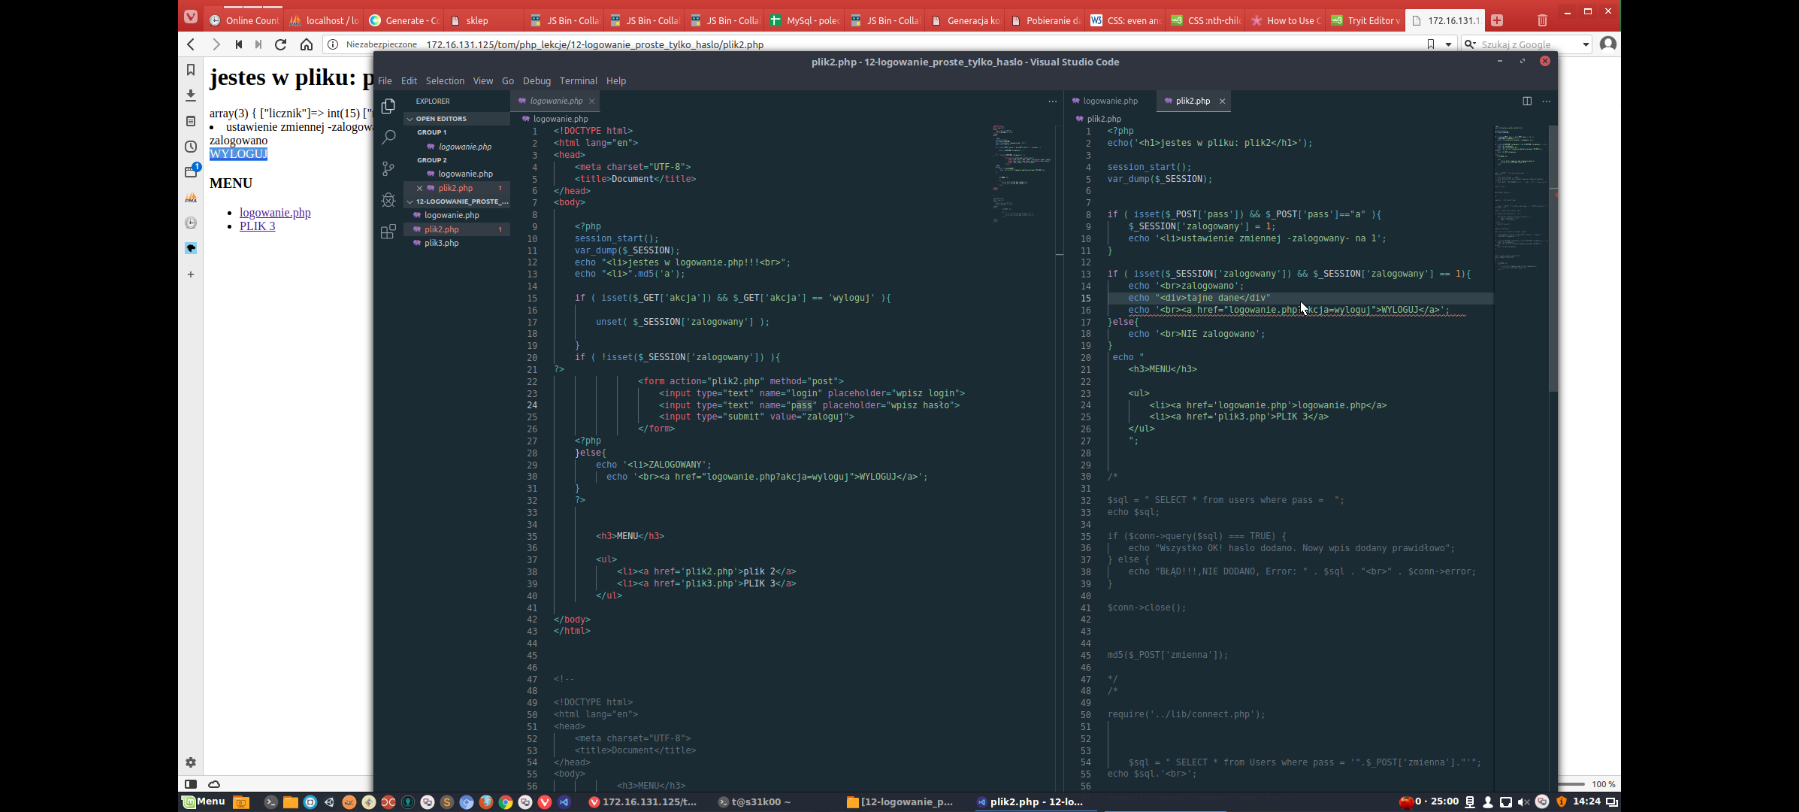 Online Count
localhost / lo
Generate - C
sklep
JS Bin - Colla
JS Bin - Colla
JS Bin - Colla
MySql - polec
JS Bin - Colla
Generacja ko
Pobieranie da
CSS: even an
CSS :nth-chil
How to Use C
Tryit Editor v
172.16.131.1
Niezabezpieczone 172.16.131.125/tom/php_lekcje/12-logowanie_proste_tylko_haslo/plik2.php
Szukaj z Google
jestes w pliku: p
array(3) { ["licznik"]=> int(15) ["
ustawienie zmiennej -zalogowa
zalogowano
WYLOGUJ
MENU
logowanie.php
PLIK 3
plik2.php - 12-logowanie_proste_tylko_haslo - Visual Studio Code
File Edit Selection View Go Debug Terminal Help
EXPLORER
OPEN EDITORS
GROUP 1
logowanie.php
GROUP 2
logowanie.php
plik2.php 1
12-LOGOWANIE_PROSTE_...
logowanie.php
plik2.php 1
plik3.php
logowanie.php
logowanie.php
1 <!DOCTYPE html>
2 <html lang="en">
3 <head>
4 <meta charset="UTF-8">
5 <title>Document</title>
6 </head>
7 <body>
8
9 <?php
10 session_start();
11 var_dump($_SESSION);
12 echo "<li>jestes w logowanie.php!!!<br>";
13 echo "<li>".md5('a');
14
15 if ( isset($_GET['akcja']) && $_GET['akcja'] == 'wyloguj' ){
16
17 unset( $_SESSION['zalogowany'] );
18
19 }
20 if ( !isset($_SESSION['zalogowany']) ){
21 ?>
22 <form action="plik2.php" method="post">
23 <input type="text" name="login" placeholder="wpisz login">
24 <input type="text" name="pass" placeholder="wpisz hasło">
25 <input type="submit" value="zaloguj">
26 </form>
27 <?php
28 }else{
29 echo '<li>ZALOGOWANY';
30 echo '<br><a href="logowanie.php?akcja=wyloguj">WYLOGUJ</a>';
31 }
32 ?>
33
34
35 <h3>MENU</h3>
36
37 <ul>
38 <li><a href='plik2.php'>plik 2</a>
39 <li><a href='plik3.php'>PLIK 3</a>
40 </ul>
41
42 </body>
43 </html>
44
45
46
47 <!--
48
49 <!DOCTYPE html>
50 <html lang="en">
51 <head>
52 <meta charset="UTF-8">
53 <title>Document</title>
54 </head>
55 <body>
56 <h3>MENU</h3>
logowanie.php plik2.php
plik2.php
1 <?php
2 echo('<h1>jestes w pliku: plik2</h1>');
3
4 session_start();
5 var_dump($_SESSION);
6
7
8 if ( isset($_POST['pass']) && $_POST['pass']=="a" ){
9 $_SESSION['zalogowany'] = 1;
10 echo '<li>ustawienie zmiennej -zalogowany- na 1';
11 }
12
13 if ( isset($_SESSION['zalogowany']) && $_SESSION['zalogowany'] == 1){
14 echo '<br>zalogowano';
15 echo "<div>tajne dane</div"
16 echo '<br><a href="logowanie.php?akcja=wyloguj">WYLOGUJ</a>';
17 }else{
18 echo '<br>NIE zalogowano';
19 }
20 echo "
21 <h3>MENU</h3>
22
23 <ul>
24 <li><a href='logowanie.php'>logowanie.php</a>
25 <li><a href='plik3.php'>PLIK 3</a>
26 </ul>
27 ";
28
29
30 /*
31
32 $sql = " SELECT * from users where pass = ";
33 echo $sql;
34
35 if ($conn->query($sql) === TRUE) {
36 echo "Wszystko OK! haslo dodano. Nowy wpis dodany prawidłowo";
37 } else {
38 echo "BŁĄD!!!,NIE DODANO, Error: " . $sql . "<br>" . $conn->error;
39 }
40
41 $conn->close();
42
43
44
45 md5($_POST['zmienna']);
46
47 */
48 /*
49
50 require('../lib/connect.php');
51
52
53
54 $sql = " SELECT * from Users where pass = '".$_POST['zmienna']."'";
55 echo $sql.'<br>';
56
100 %
Menu
172.16.131.125/t...
t@s31k00 ~
[12-logowanie_p...
plik2.php - 12-lo...
0 · 25:00
14:24